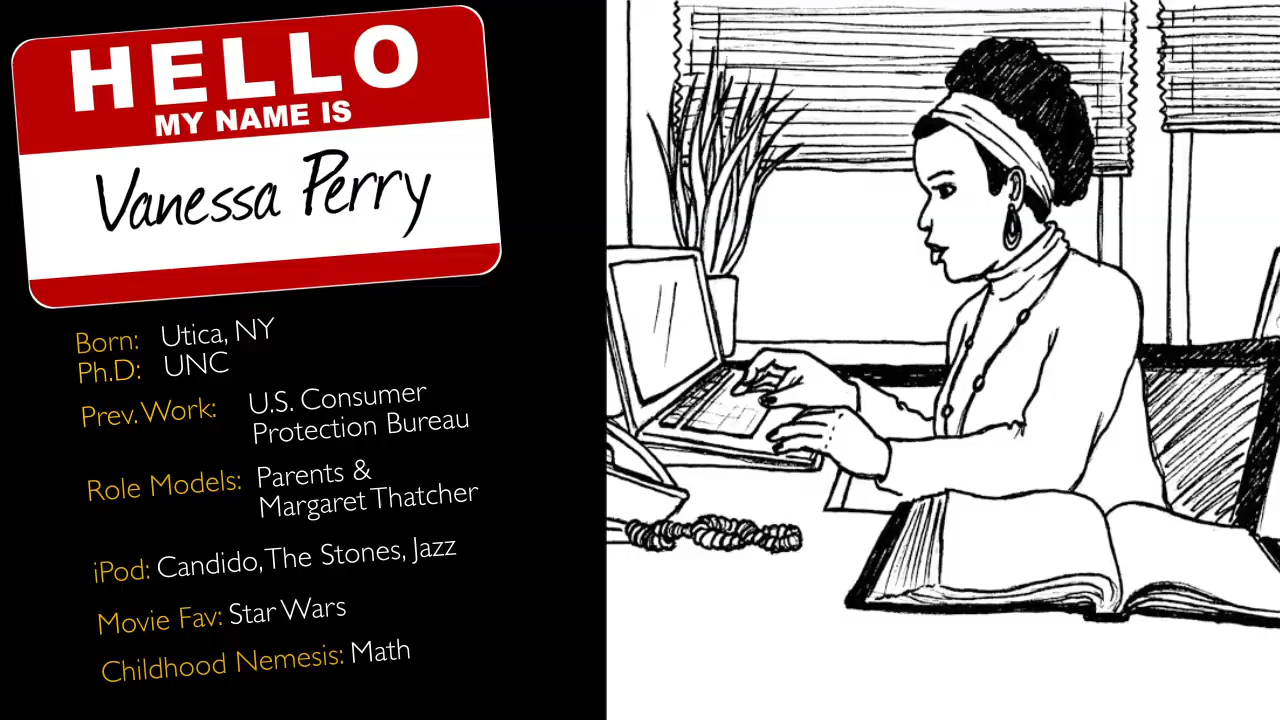 HELLO
MY NAME IS
Vanessa Perry
Born: Utica, NY
Ph.D: UNC
Prev. Work: U.S. Consumer
Protection Bureau
Role Models: Parents &
Margaret Thatcher
iPod: Candido, The Stones, Jazz
Movie Fav: Star Wars
Childhood Nemesis: Math